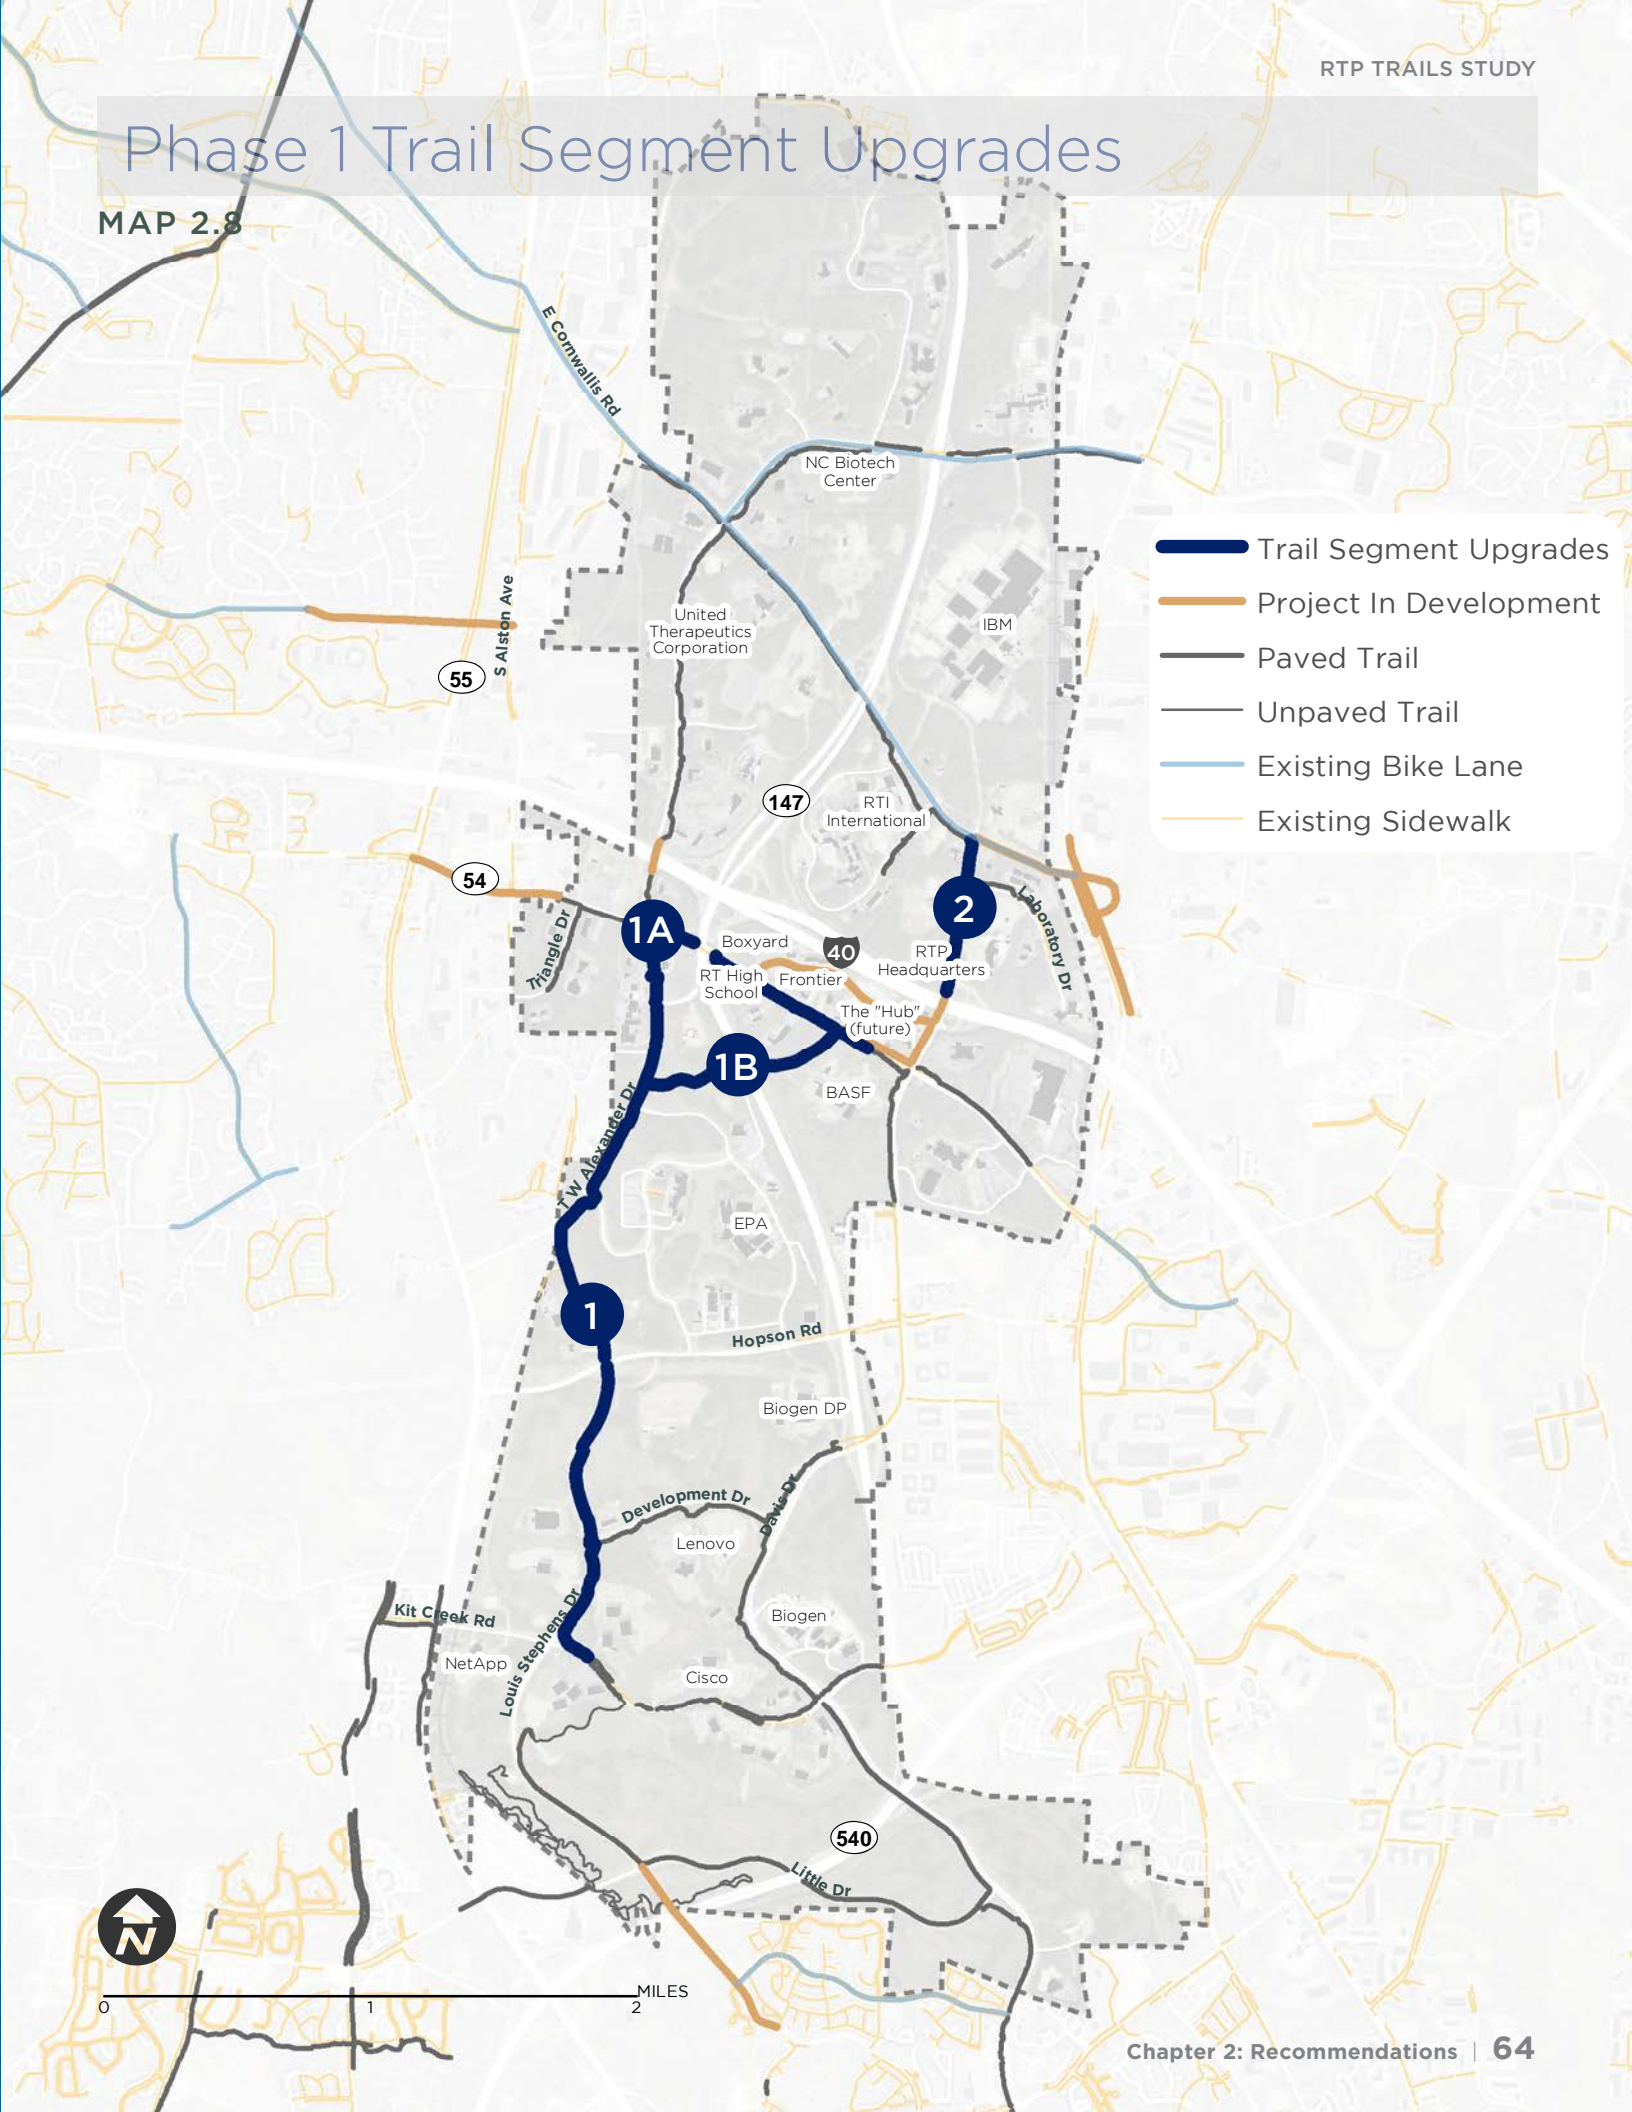 RTP TRAILS STUDY
Phase 1 Trail Segment Upgrades
MAP 2.8
E Cornwallis Rd
NC Biotech
Center
Trail Segment Upgrades
Project In Development
Paved Trail
Unpaved Trail
Existing Bike Lane
Existing Sidewalk
S Alston Ave
55
United
Therapeutics
Corporation
IBM
147
RTI
International
54
Triangle Dr
1A
2
Laboratory Dr
Boxyard
40
RTP
Headquarters
RT High
School
Frontier
The "Hub"
(future)
1B
BASF
T W Alexander Dr
EPA
1
Hopson Rd
Biogen DP
Development Dr
Davis Dr
Lenovo
Kit Creek Rd
Louis Stephens Dr
Biogen
NetApp
Cisco
540
Little Dr
N
MILES
0 1 2
Chapter 2: Recommendations | 64